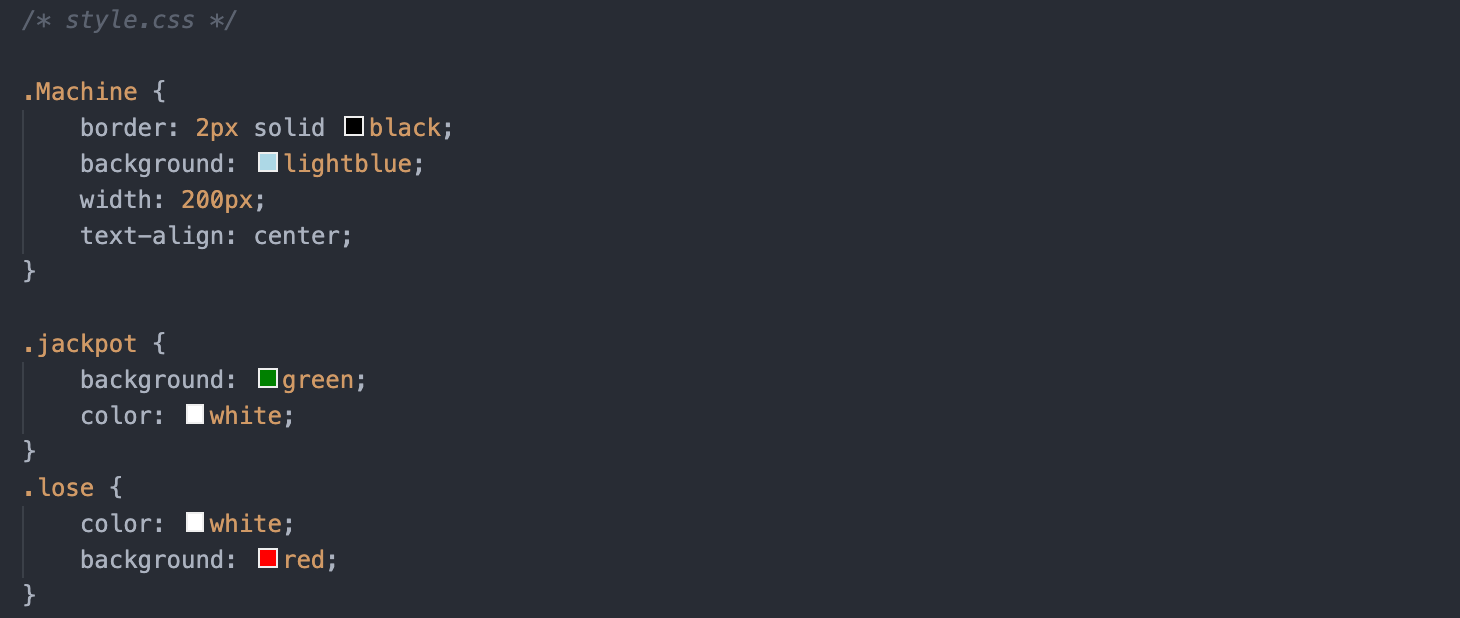 /* style.css */
.Machine {
border: 2px solid black;
background: lightblue;
width: 200px;
text-align: center;
}
.jackpot {
background: green;
color: white;
}
.lose {
color: white;
background: red;
}